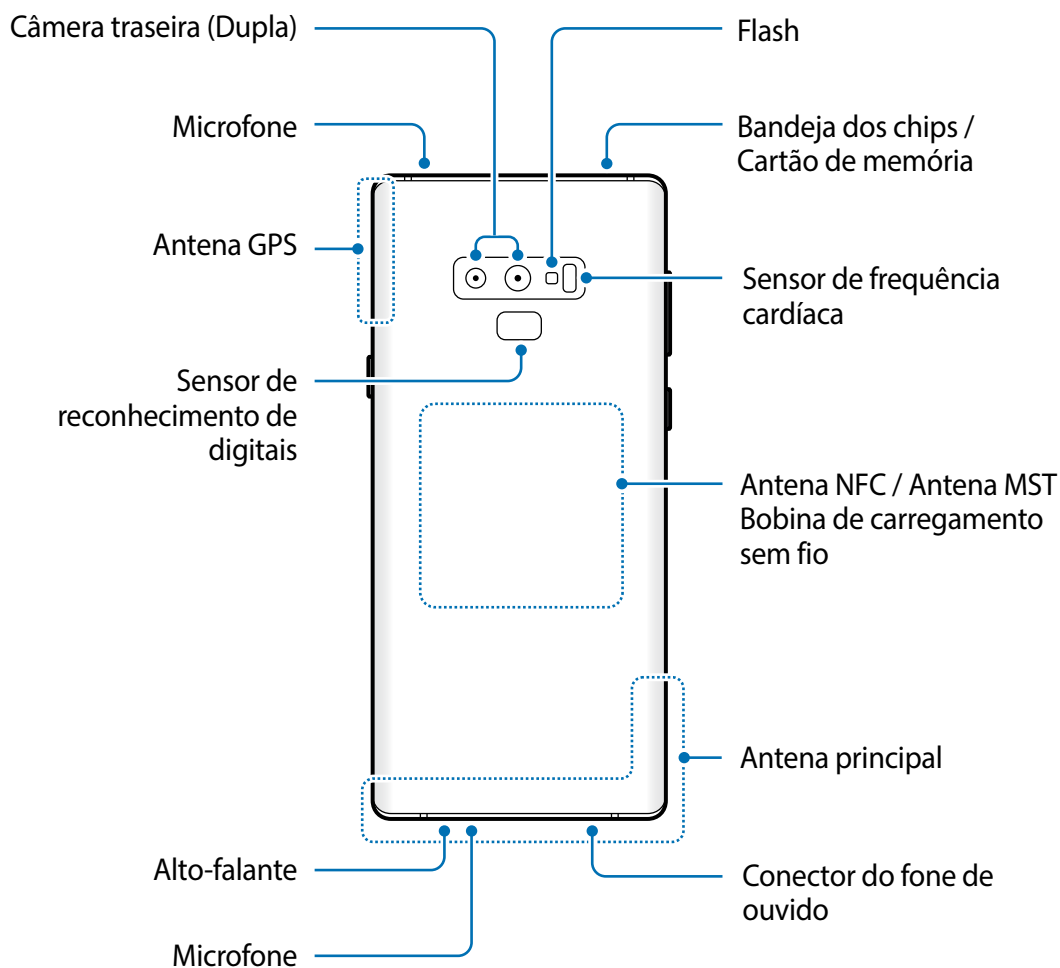 Câmera traseira (Dupla)
Flash
Microfone
Bandeja dos chips /
Cartão de memória
Antena GPS
Sensor de frequência
cardíaca
Sensor de
reconhecimento de
digitais
Antena NFC / Antena MST
Bobina de carregamento
sem fio
Antena principal
Alto-falante
Conector do fone de
ouvido
Microfone